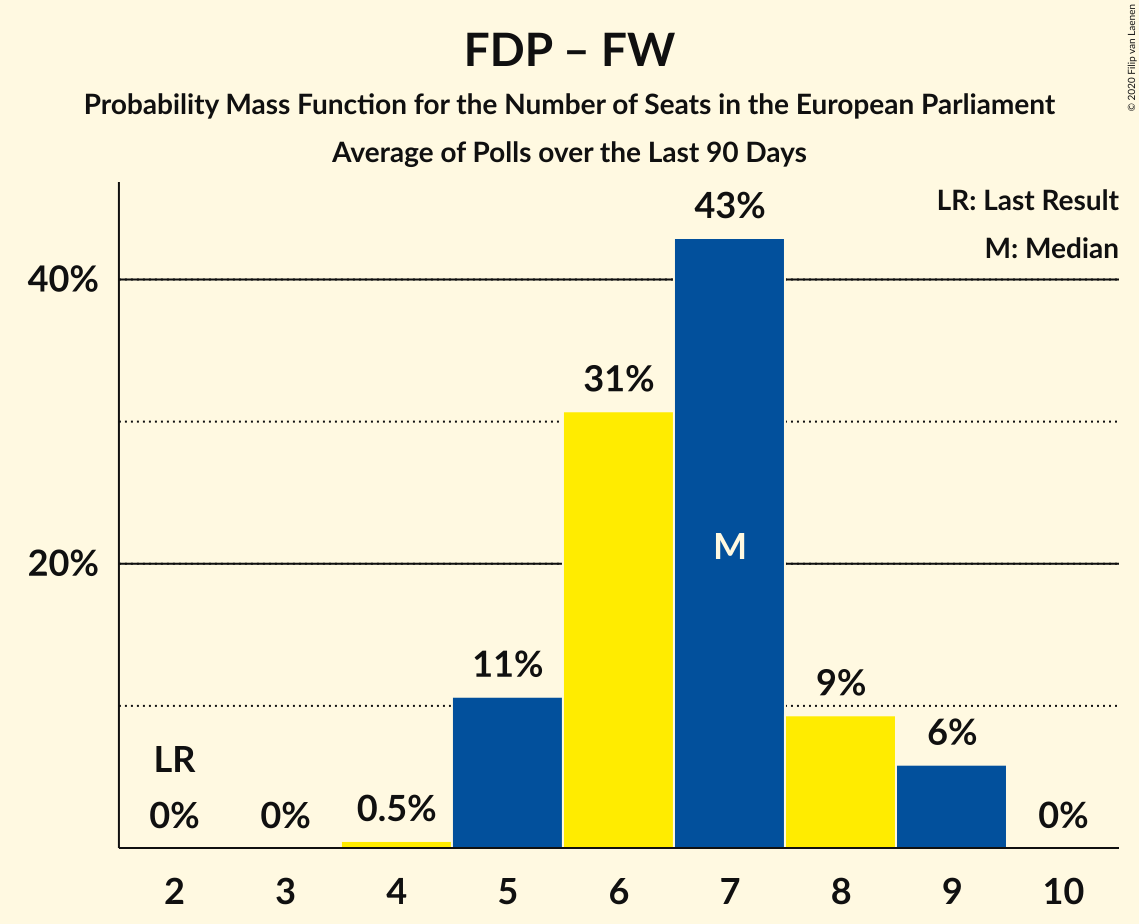 FDP – FW
Probability Mass Function for the Number of Seats in the European Parliament
Average of Polls over the Last 90 Days
© 2020 Filip van Laenen
LR: Last Result
M: Median
40%
20%
LR
0%
0%
0.5%
11%
31%
43%
M
9%
6%
0%
2 3 4 5 6 7 8 9 10